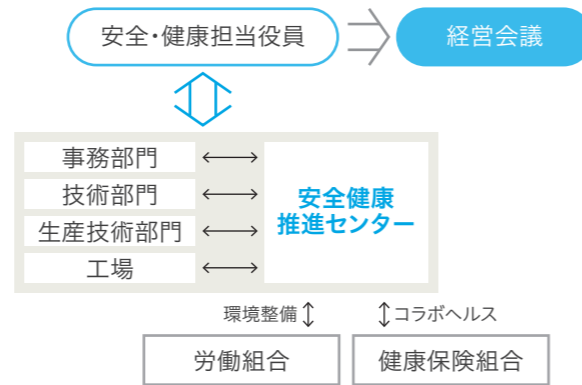 安全・健康担当役員
経営会議
事務部門
技術部門
生産技術部門
工場
安全健康
推進センター
環境整備
コラボヘルス
労働組合
健康保険組合